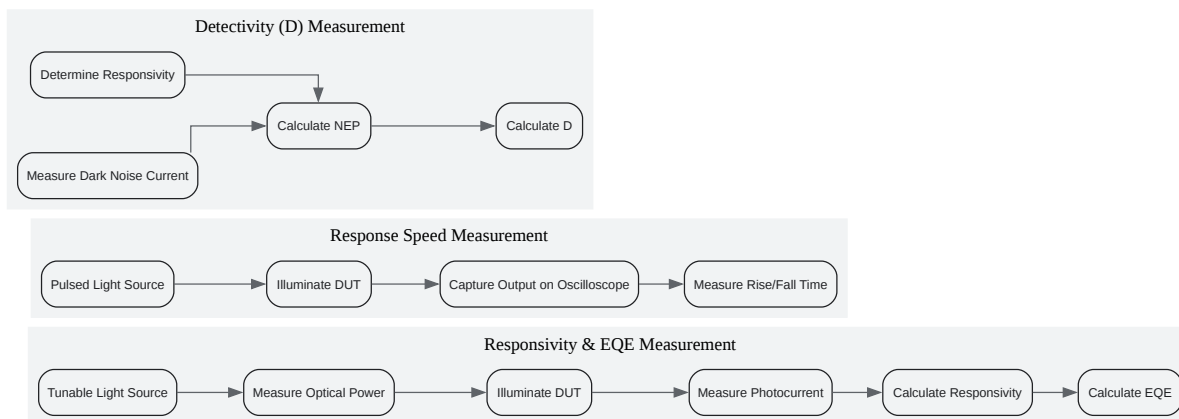 Detectivity (D) Measurement
Determine Responsivity
Calculate NEP
Calculate D
Measure Dark Noise Current
Response Speed Measurement
Pulsed Light Source
Illuminate DUT
Capture Output on Oscilloscope
Measure Rise/Fall Time
Responsivity & EQE Measurement
Tunable Light Source
Measure Optical Power
Illuminate DUT
Measure Photocurrent
Calculate Responsivity
Calculate EQE